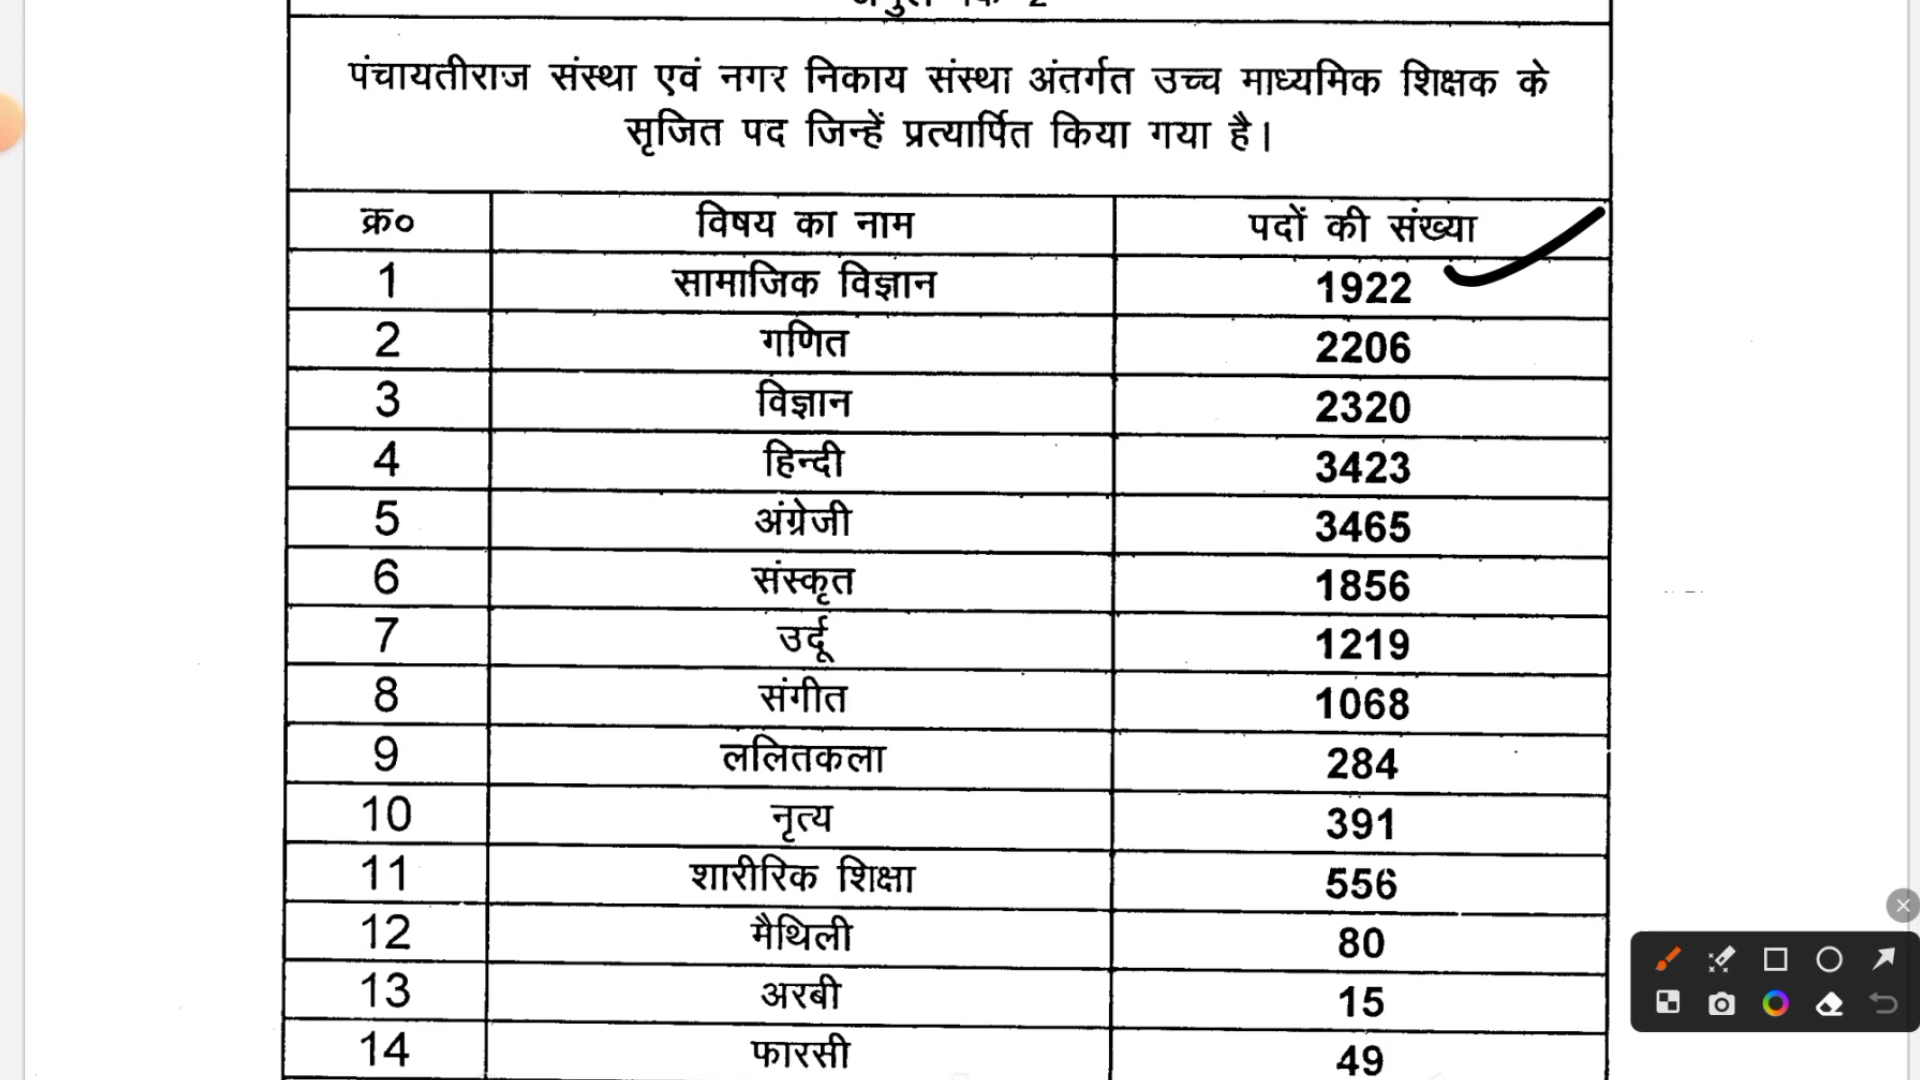 पंचायतीराज संस्था एवं नगर निकाय संस्था अंतर्गत उच्च माध्यमिक शिक्षक के
सृजित पद जिन्हें प्रत्यार्पित किया गया है।
क्र० विषय का नाम पदों की संख्या
1 सामाजिक विज्ञान 1922
2 गणित 2206
3 विज्ञान 2320
4 हिन्दी 3423
5 अंग्रेजी 3465
6 संस्कृत 1856
7 उर्दू 1219
8 संगीत 1068
9 ललितकला 284
10 नृत्य 391
11 शारीरिक शिक्षा 556
12 मैथिली 80
13 अरबी 15
14 फारसी 49